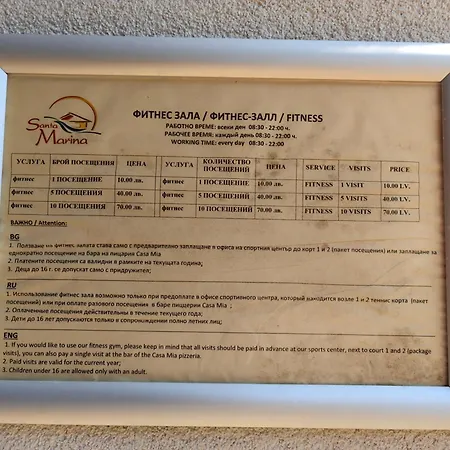 Santa
Marina
ФИТНЕС ЗАЛА / ФИТНЕС-ЗАЛЛ / FITNESS
РАБОТНО ВРЕМЕ: всеки ден 08:30 - 22:00 ч.
РАБОЧЕЕ ВРЕМЯ: каждый день 08:30 - 22:00 ч.
WORKING TIME: every day 08:30 - 22:00
УСЛУГА БРОЙ ПОСЕЩЕНИЯ ЦЕНА УСЛУГА КОЛИЧЕСТВО ПОСЕЩЕНИЙ ЦЕНА SERVICE VISITS PRICE
фитнес 1 ПОСЕЩЕНИЕ 10.00 лв. фитнес 1 ПОСЕЩЕНИЕ 10.00 лв. FITNESS 1 VISIT 10.00 LV.
фитнес 5 ПОСЕЩЕНИЯ 40.00 лв. фитнес 5 ПОСЕЩЕНИЙ 40.00 лв. FITNESS 5 VISITS 40.00 LV.
фитнес 10 ПОСЕЩЕНИЯ 70.00 лв. фитнес 10 ПОСЕЩЕНИЙ 70.00 лв. FITNESS 10 VISITS 70.00 LV.
ВАЖНО / Attention:
BG
1. Ползване на фитнес залата става само с предварително заплащане в офиса на спортния център до корт 1 и 2 (пакет посещения) или заплащане за
еднократно посещение на бара на пицария Casa Mia
2. Платените посещения са валидни в рамките на текущата година;
3. Деца до 16 г. се допускат само с придружител;
RU
1. Использование фитнес зала возможно только при предоплате в офисе спортивного центра, который находится возле 1 и 2 теннис корта (пакет
посещений) или при оплате разового посещения в баре пиццерии Casa Mia ;
2. Оплаченные посещения действительны в течение текущего года;
3. Дети до 16 лет допускаются только в сопровождении полно летних лиц;
ENG
1. If you would like to use our fitness gym, please keep in mind that all visits should be paid in advance at our sports center, next to court 1 and 2 (package
visits), you can also pay a single visit at the bar of the Casa Mia pizzeria.
2. Paid visits are valid for the current year;
3. Children under 16 are allowed only with an adult.